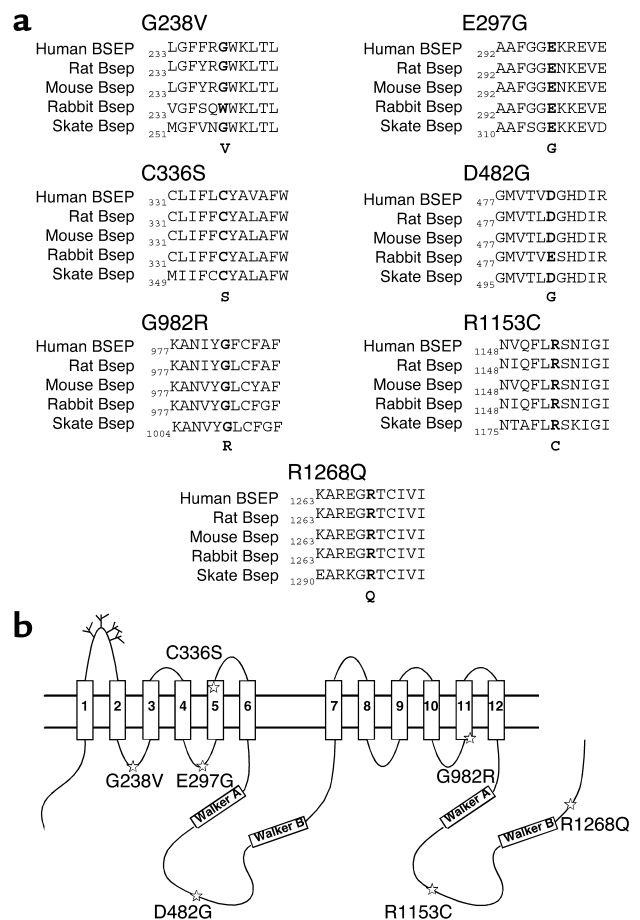 a
G238V
Human BSEP 233 LGFFRGWKLTL
Rat Bsep 233 LGFYRGWKLTL
Mouse Bsep 233 LGFYRGWKLTL
Rabbit Bsep 233 VGFSQWWKLTL
Skate Bsep 251 MGFVNGWKLTL
V
E297G
Human BSEP 292 AAFGGEKREVE
Rat Bsep 292 AAFGGENKEVE
Mouse Bsep 292 AAFGGENKEVE
Rabbit Bsep 292 AAFGGEKKEVE
Skate Bsep 310 AAFSGEKKEVD
G
C336S
Human BSEP 331 CLIFLCYAVAFW
Rat Bsep 331 CLIFFCYALAFW
Mouse Bsep 331 CLIFFCYALAFW
Rabbit Bsep 331 CLIFFCYALAFW
Skate Bsep 349 MIIFCCYALAFW
S
D482G
Human BSEP 477 GMVTVDGHDIR
Rat Bsep 477 GMVTLDGHDIR
Mouse Bsep 477 GMVTLDGHDIR
Rabbit Bsep 477 GMVTVEGHDIR
Skate Bsep 495 GMVTLDGHDIR
G
G982R
Human BSEP 977 KANIYGFCFAF
Rat Bsep 977 KANIYGLCFAF
Mouse Bsep 977 KANVYGLCYAF
Rabbit Bsep 977 KANVYGLCFGF
Skate Bsep 1004 KANVYGLCFGF
R
R1153C
Human BSEP 1148 NVQFLRSNIGI
Rat Bsep 1148 NIQFLRSNIGI
Mouse Bsep 1148 NVQFLRSNIGI
Rabbit Bsep 1148 NIQFLRSNIGI
Skate Bsep 1175 NTAFLRSKIGI
C
R1268Q
Human BSEP 1263 KAREGRTCIVI
Rat Bsep 1263 KAREGRTCIVI
Mouse Bsep 1263 KAREGRTCIVI
Rabbit Bsep 1263 KAREGRTCIVI
Skate Bsep 1290 EARKGRTCIVI
Q
b
C336S
1 2 3 4 5 6 7 8 9 10 11 12
G238V E297G G982R
Walker A Walker A
Walker B Walker B R1268Q
D482G R1153C